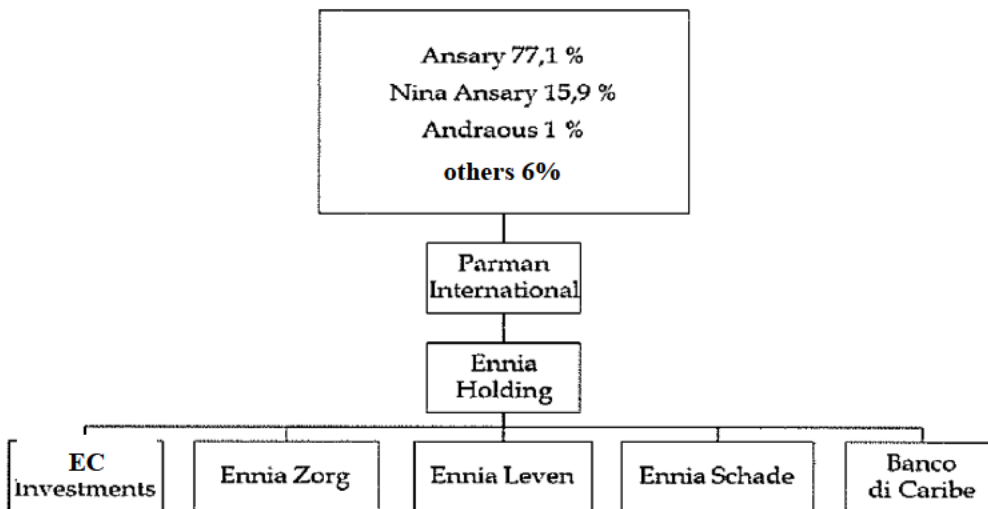 Ansary 77,1 %
Nina Ansary 15,9 %
Andraous 1 %
others 6%
Parman
International
Ennia
Holding
EC
Investments
Ennia Zorg
Ennia Leven
Ennia Schade
Banco
di Caribe